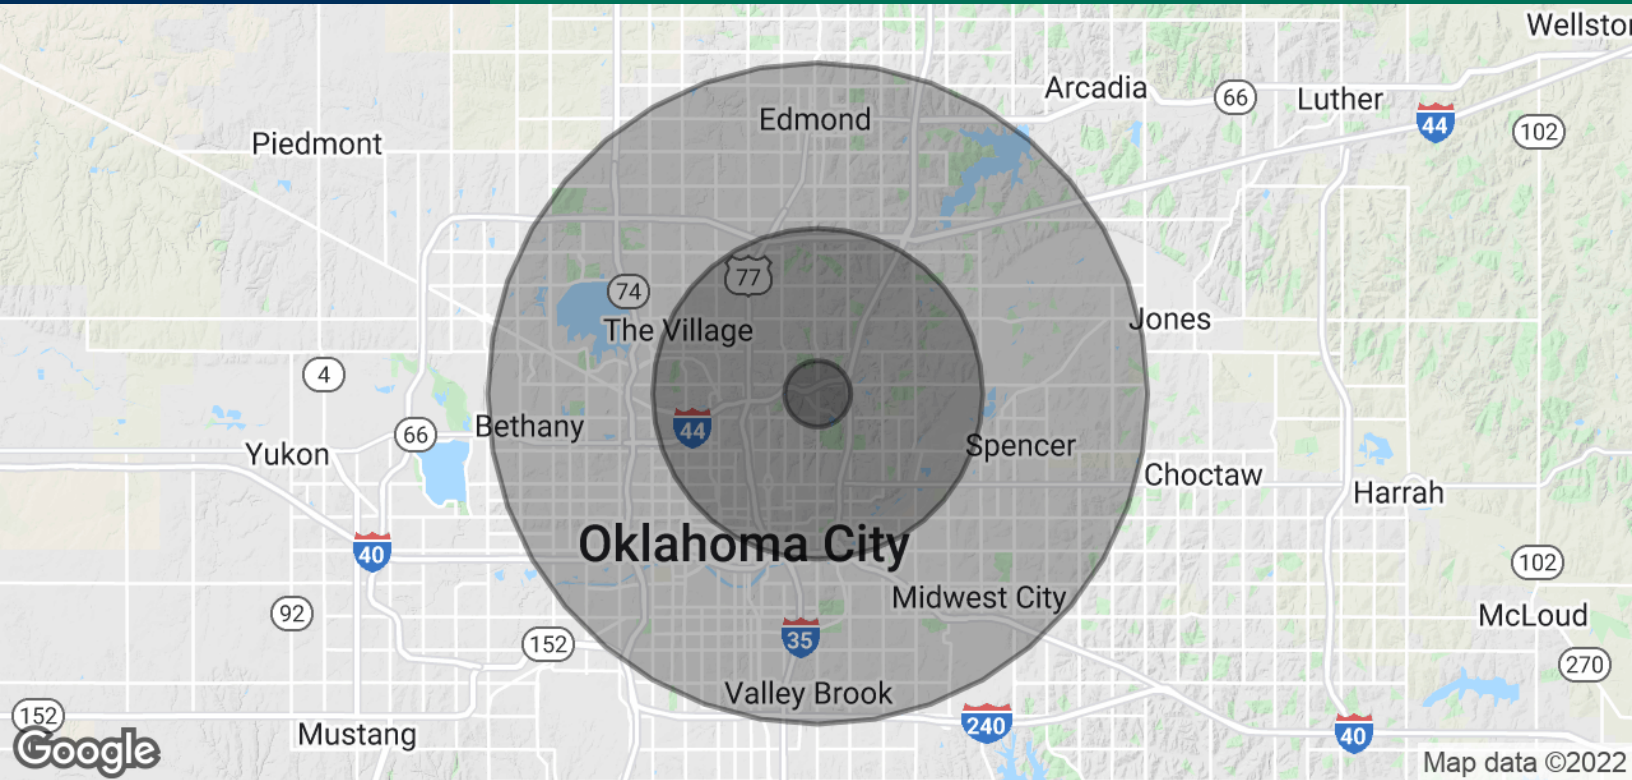 Wellston
Arcadia
66
Luther
Edmond
44
102
Piedmont
77
74
Jones
The Village
4
66
Bethany
44
Spencer
Yukon
Choctaw
Harrah
Oklahoma City
40
102
Midwest City
92
McLoud
35
152
270
Valley Brook
152
240
Mustang
40
Google
Map data ©2022